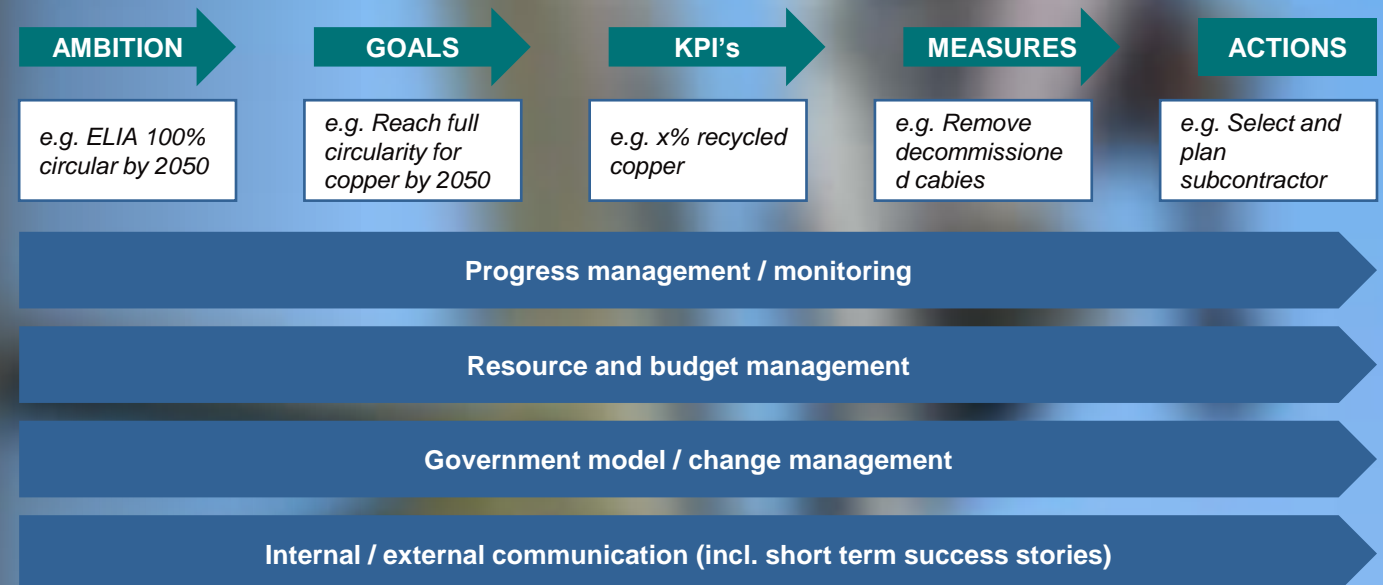 AMBITION
GOALS
KPI's
MEASURES
ACTIONS
e.g. ELIA 100%
circular by 2050
e.g. Reach full
circularity for
copper by 2050
e.g. x% recycled
copper
e.g. Remove
decommissione
d cabies
e.g. Select and
plan
subcontractor
Progress management / monitoring
Resource and budget management
Government model / change management
Internal / external communication (incl. short term success stories)